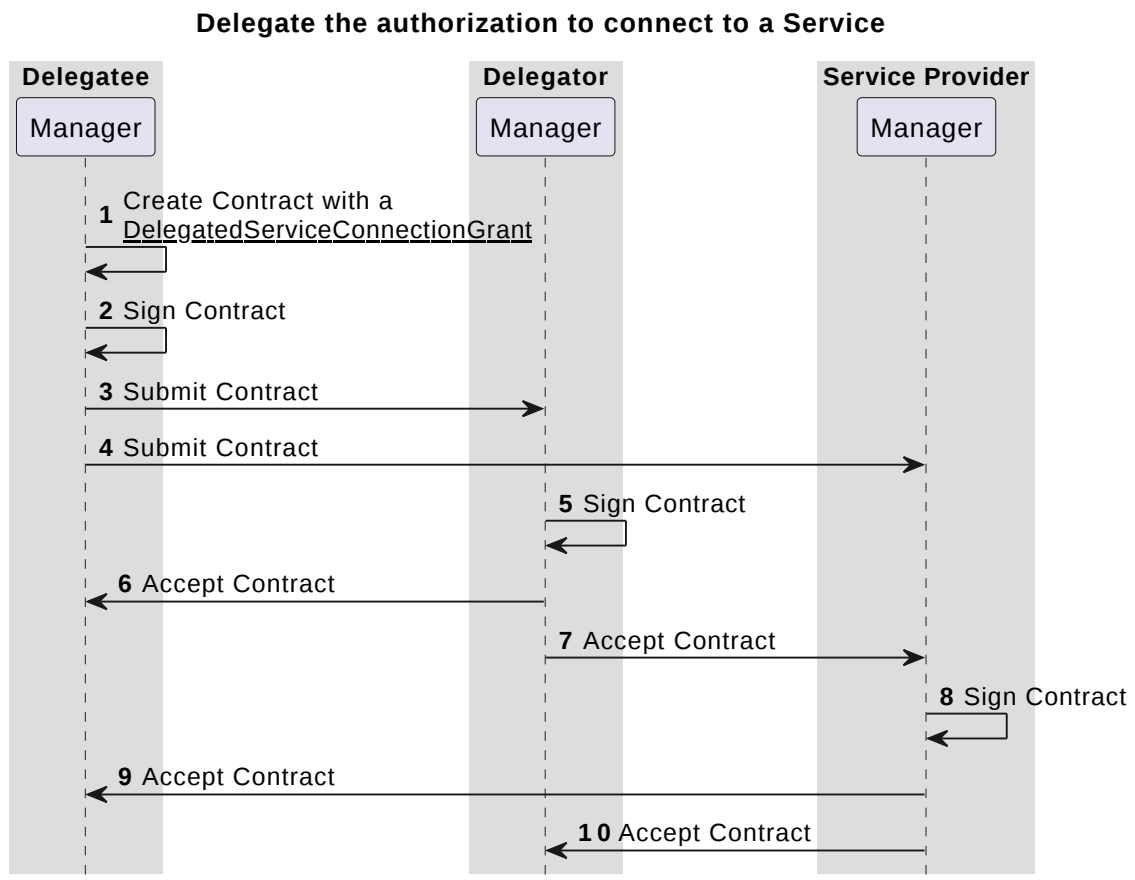 Delegate the authorization to connect to a Service
Delegatee
Delegator
Service Provider
Manager
Manager
Manager
1 Create Contract with a
DelegatedServiceConnectionGrant
2 Sign Contract
3 Submit Contract
4 Submit Contract
5 Sign Contract
6 Accept Contract
7 Accept Contract
8 Sign Contract
9 Accept Contract
10 Accept Contract